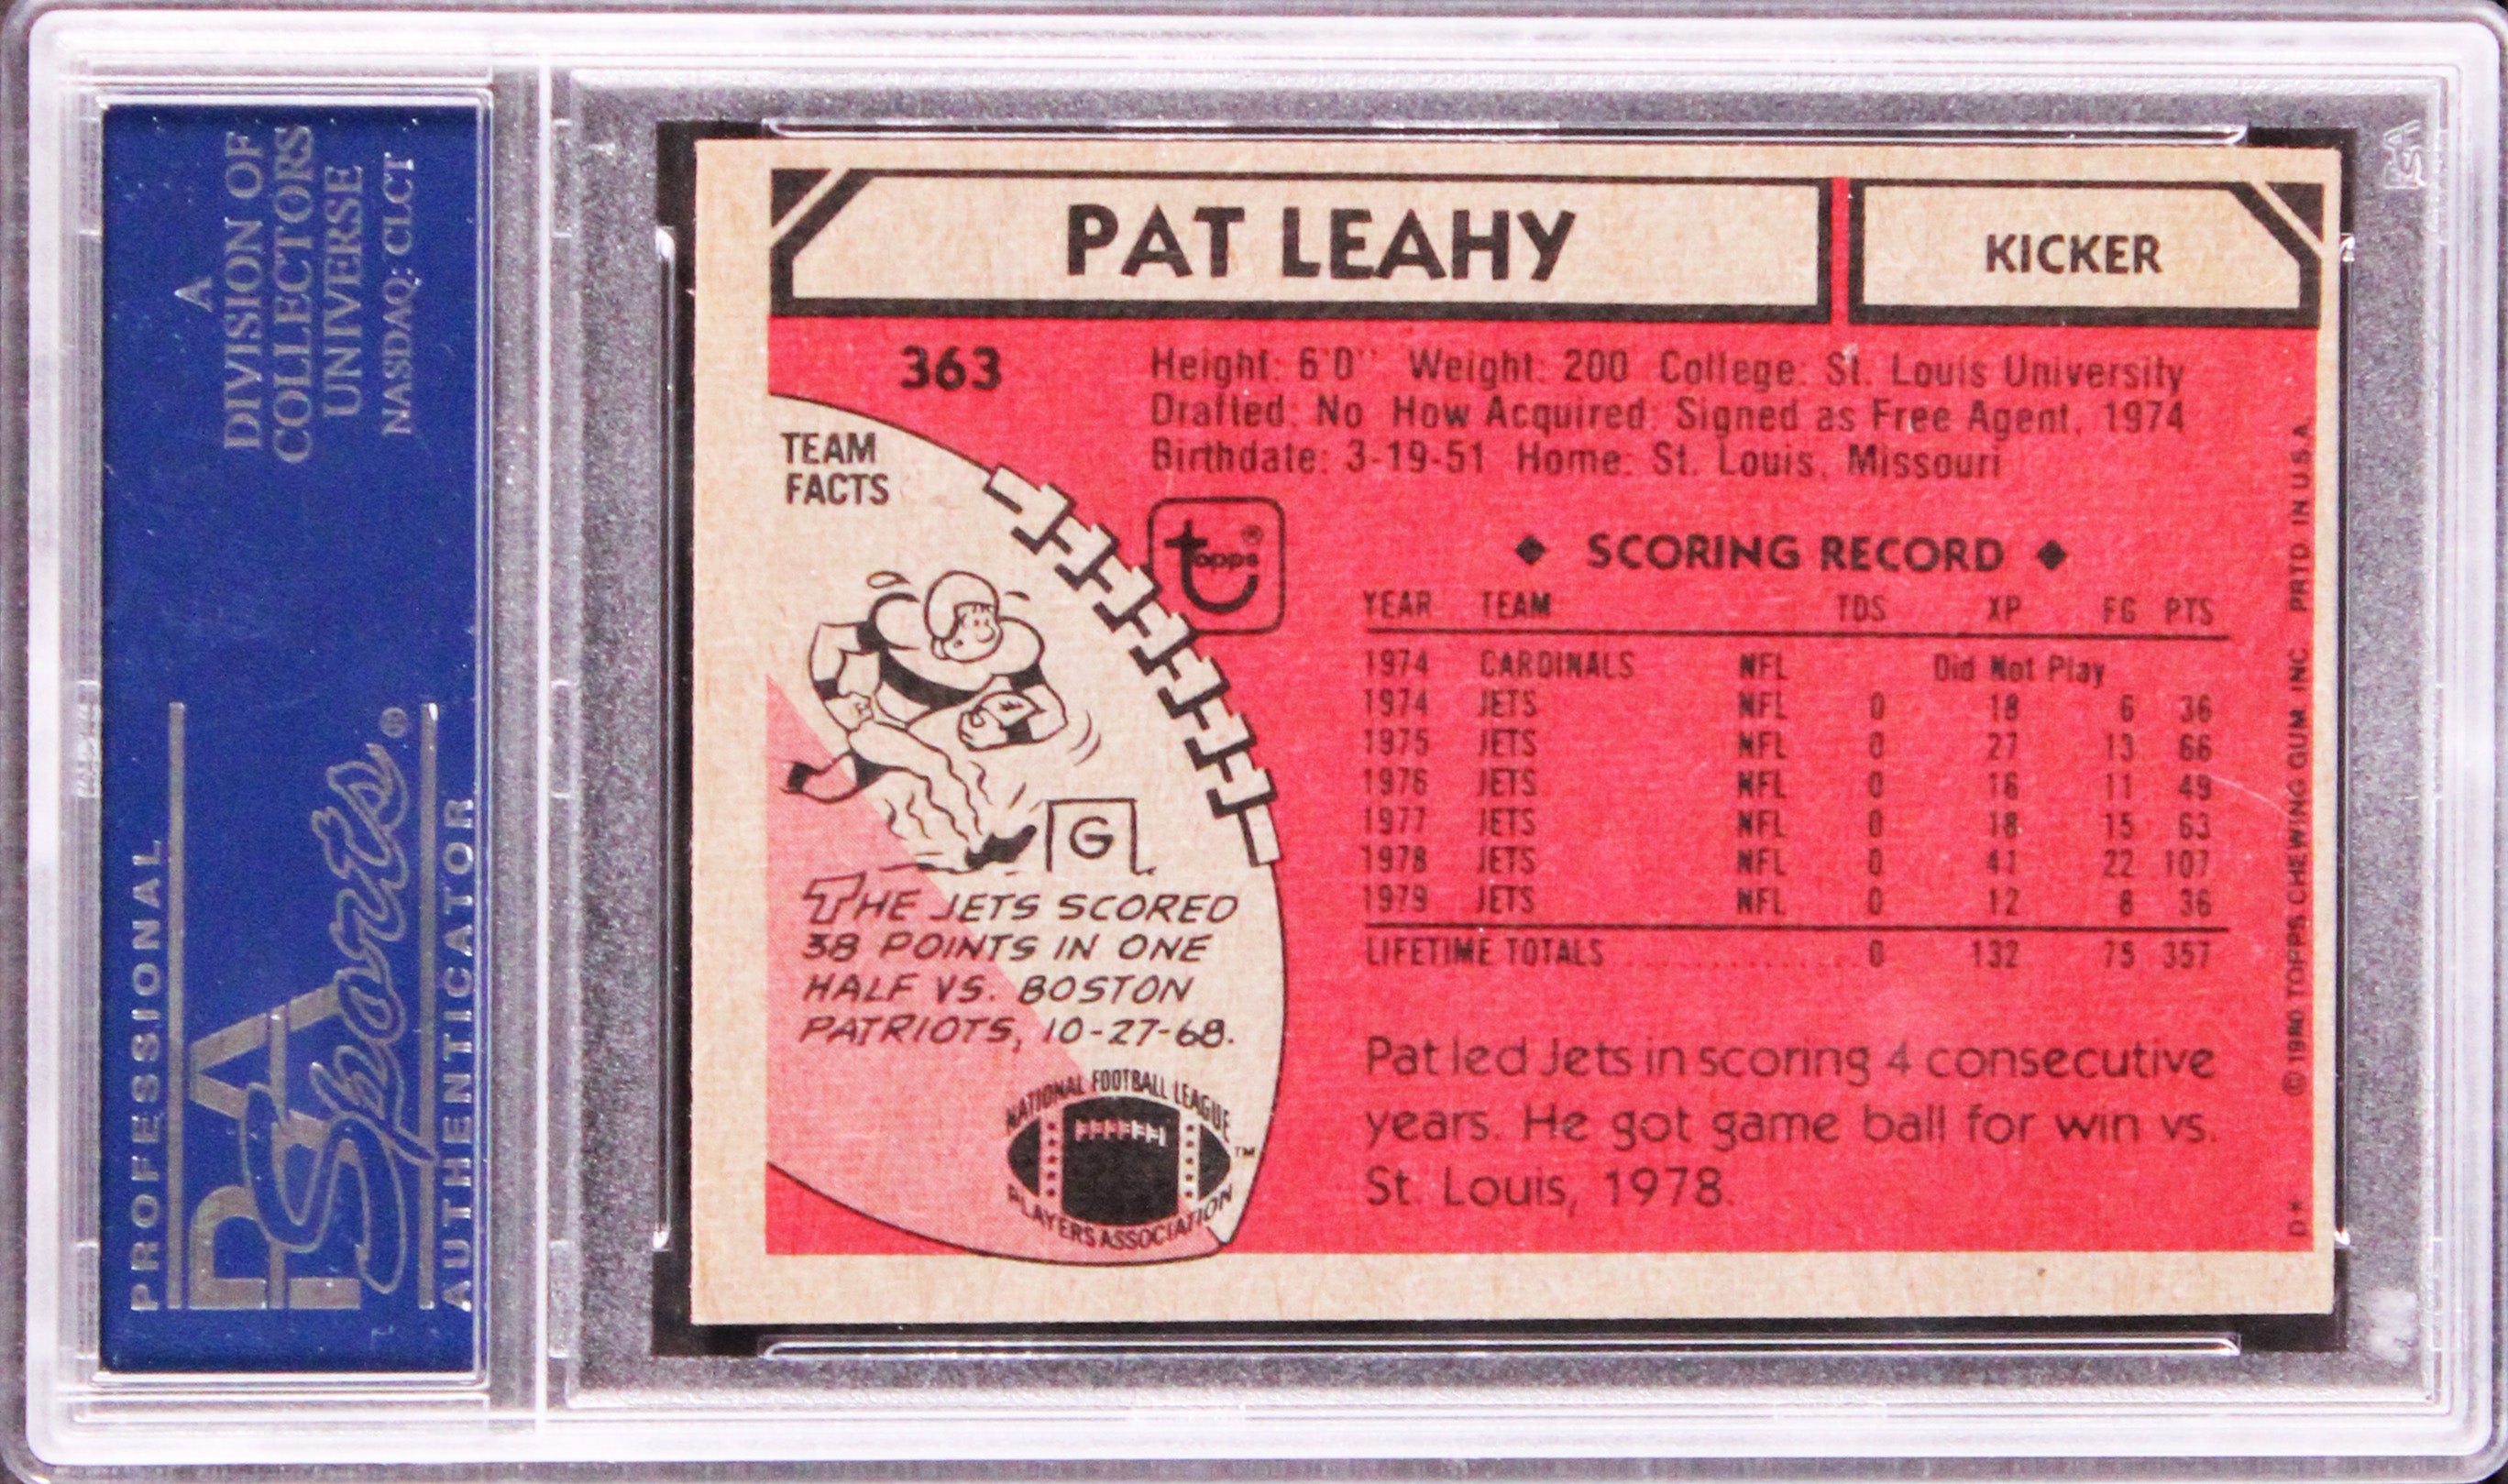 A
DIVISION OF
COLLECTORS
UNIVERSE
NASDAQ: CLCT
PROFESSIONAL
PSA
Sports®
AUTHENTICATOR
PAT LEAHY
KICKER
363
Height: 6'0" Weight: 200 College: St. Louis University
Drafted: No How Acquired: Signed as Free Agent, 1974
Birthdate: 3-19-51 Home: St. Louis, Missouri
TEAM
FACTS
topps®
G
THE JETS SCORED
38 POINTS IN ONE
HALF VS. BOSTON
PATRIOTS, 10-27-68.
NATIONAL FOOTBALL LEAGUE
PLAYERS ASSOCIATION
TM
◆ SCORING RECORD ◆
YEAR TEAM TDS XP FG PTS
1974 CARDINALS NFL Did Not Play
1974 JETS NFL 0 18 6 36
1975 JETS NFL 0 27 13 66
1976 JETS NFL 0 16 11 49
1977 JETS NFL 0 18 15 63
1978 JETS NFL 0 41 22 107
1979 JETS NFL 0 12 8 36
LIFETIME TOTALS ............... 0 132 75 357
Pat led Jets in scoring 4 consecutive
years. He got game ball for win vs.
St. Louis, 1978.
D* © 1980 TOPPS CHEWING GUM INC. PRTD. IN U.S.A.
PSA